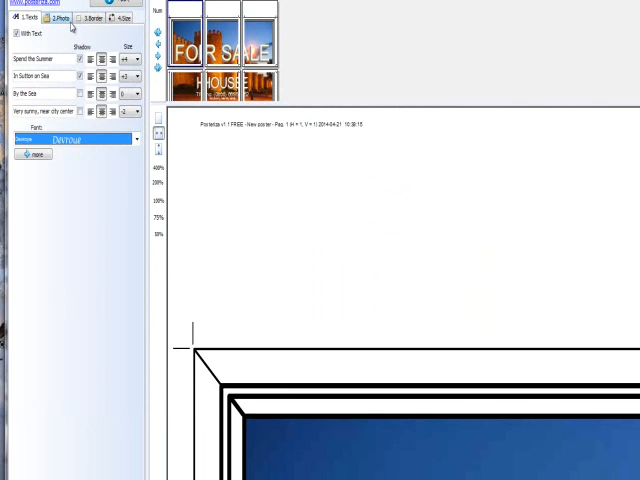 www.posteriza.com
1.Texts 2.Photo 3.Border 4.Size
With Text
Shadow Size
Spend the Summer +4
In Sutton on Sea +3
By the Sea 0
Very sunny, near city center -2
Font:
Devroye Devroye
more
Num
FOR SALE
HHOUSEE
400%
200%
100%
75%
50%
Posteriza v1.1 FREE - New poster - Pag. 1 (H = 1, V = 1) 2014-04-21 10:38:15